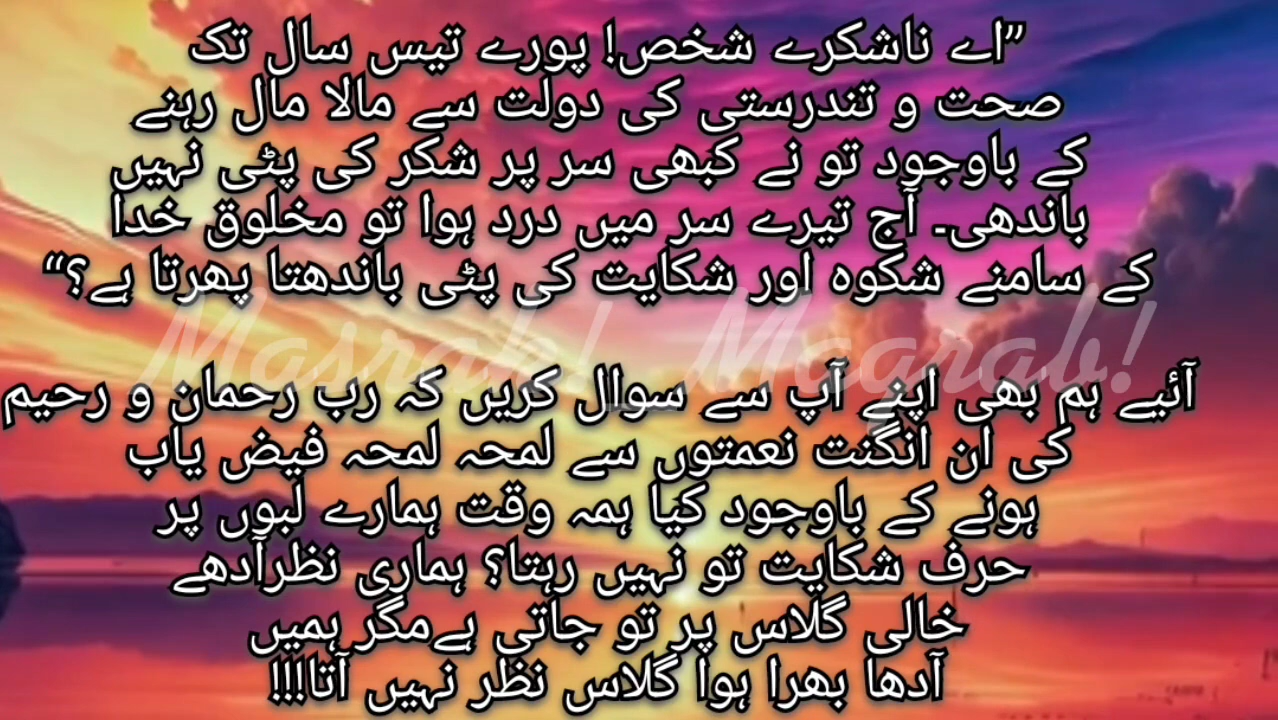 ”اے ناشکرے شخص! پورے تیس سال تک
صحت و تندرستی کی دولت سے مالا مال رہنے
کے باوجود تو نے کبھی سر پر شکر کی پٹی نہیں
باندھی۔ آج تیرے سر میں درد ہوا تو مخلوق خدا
کے سامنے شکوہ اور شکایت کی پٹی باندھتا پھرتا ہے؟“
Masrah! Maqrab!
آئیے ہم بھی اپنے آپ سے سوال کریں کہ رب رحمان و رحیم
کی ان انگنت نعمتوں سے لمحہ لمحہ فیض یاب
ہونے کے باوجود کیا ہمہ وقت ہمارے لبوں پر
حرف شکایت تو نہیں رہتا؟ ہماری نظرآدھے
خالی گلاس پر تو جاتی ہےمگر ہمیں
آدھا بھرا ہوا گلاس نظر نہیں آتا!!!